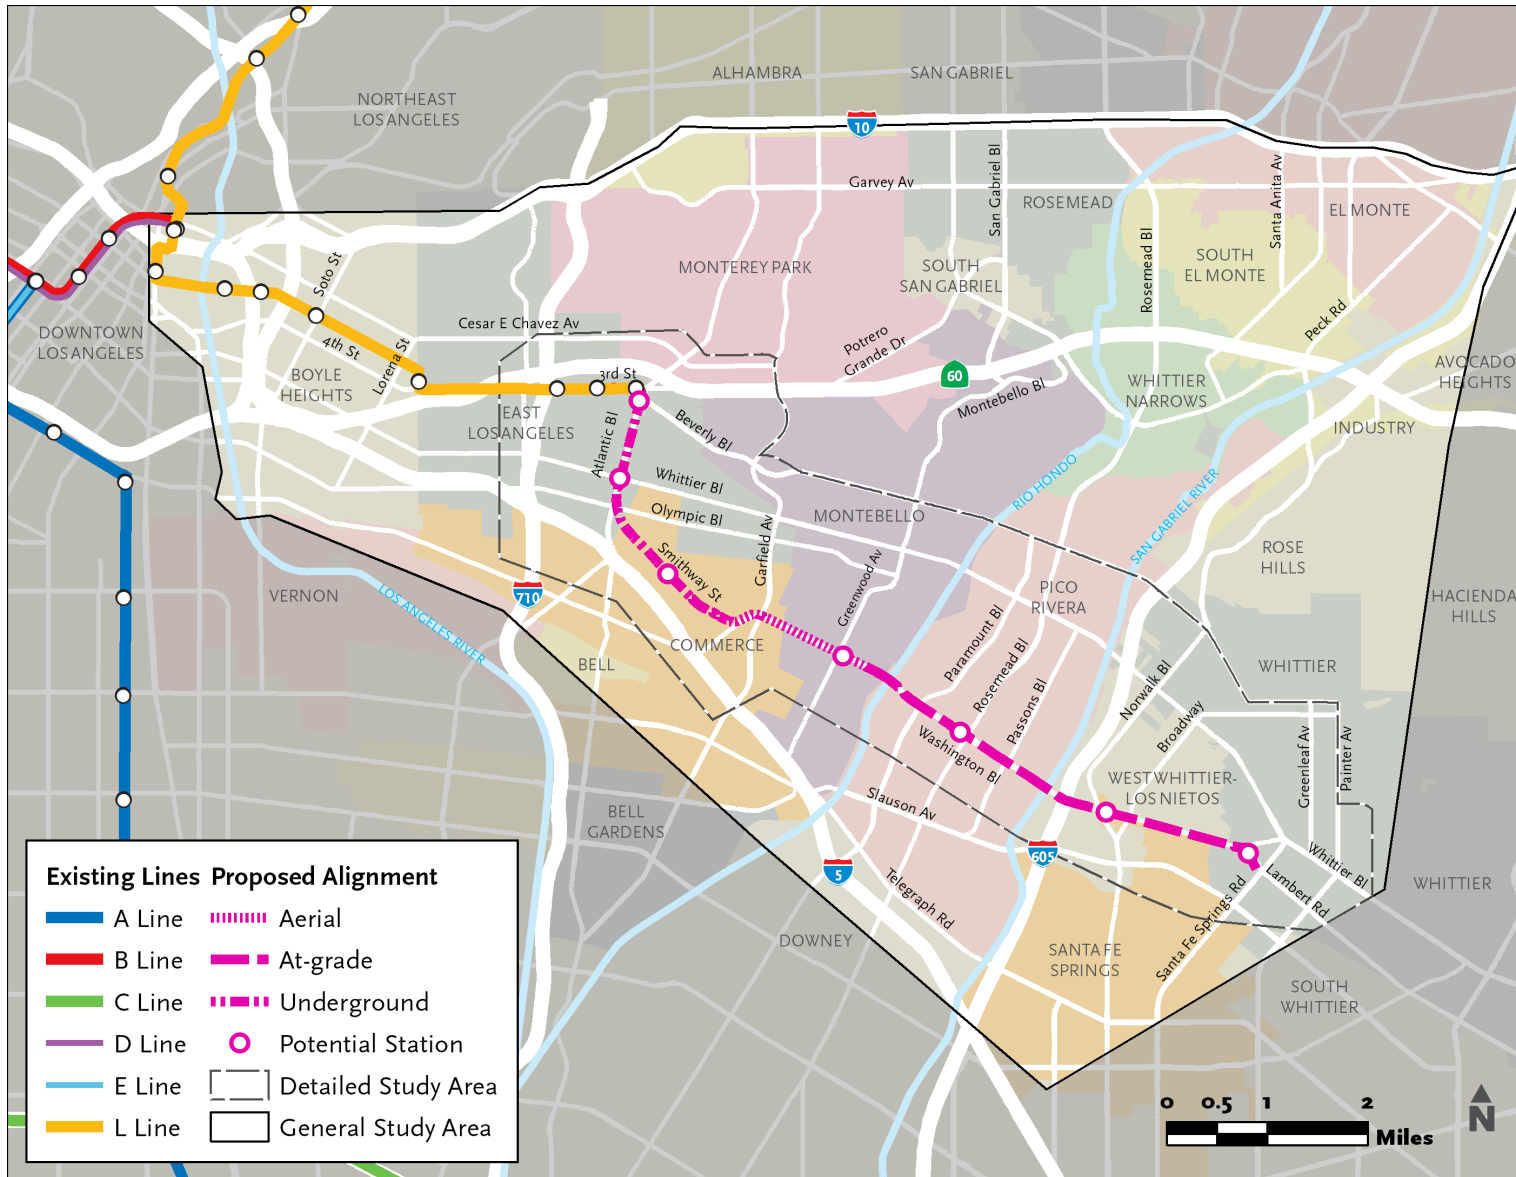 ALHAMBRA
SAN GABRIEL
NORTHEAST
LOS ANGELES
10
Garvey Av
San Gabriel Bl
ROSEMEAD
Santa Anita Av
EL MONTE
Soto St
MONTEREY PARK
SOUTH
SAN GABRIEL
Rosemead Bl
SOUTH
EL MONTE
DOWNTOWN
LOS ANGELES
4th St
Lorena St
Cesar E Chavez Av
Potrero
Grande Dr
Peck Rd
BOYLE
HEIGHTS
3rd St
60
Montebello Bl
WHITTIER
NARROWS
AVOCADO
HEIGHTS
EAST
LOS ANGELES
Atlantic Bl
Beverly Bl
INDUSTRY
Whittier Bl
Olympic Bl
MONTEBELLO
RIO HONDO
SAN GABRIEL RIVER
Garfield Av
Smithway St
Greenwood Av
ROSE
HILLS
VERNON
LOS ANGELES RIVER
710
PICO
RIVERA
HACIENDA
HILLS
COMMERCE
BELL
Paramount Bl
Rosemead Bl
Passons Bl
Norwalk Bl
Broadway
WHITTIER
Washington Bl
Greenleaf Av
Painter Av
WEST WHITTIER-
LOS NIETOS
BELL
GARDENS
Slauson Av
605
5
Whittier Bl
Lambert Rd
WHITTIER
Telegraph Rd
Santa Fe Springs Rd
DOWNEY
SANTA FE
SPRINGS
SOUTH
WHITTIER
Existing Lines
A Line
B Line
C Line
D Line
E Line
L Line
Proposed Alignment
Aerial
At-grade
Underground
Potential Station
Detailed Study Area
General Study Area
0 0.5 1 2
Miles
N